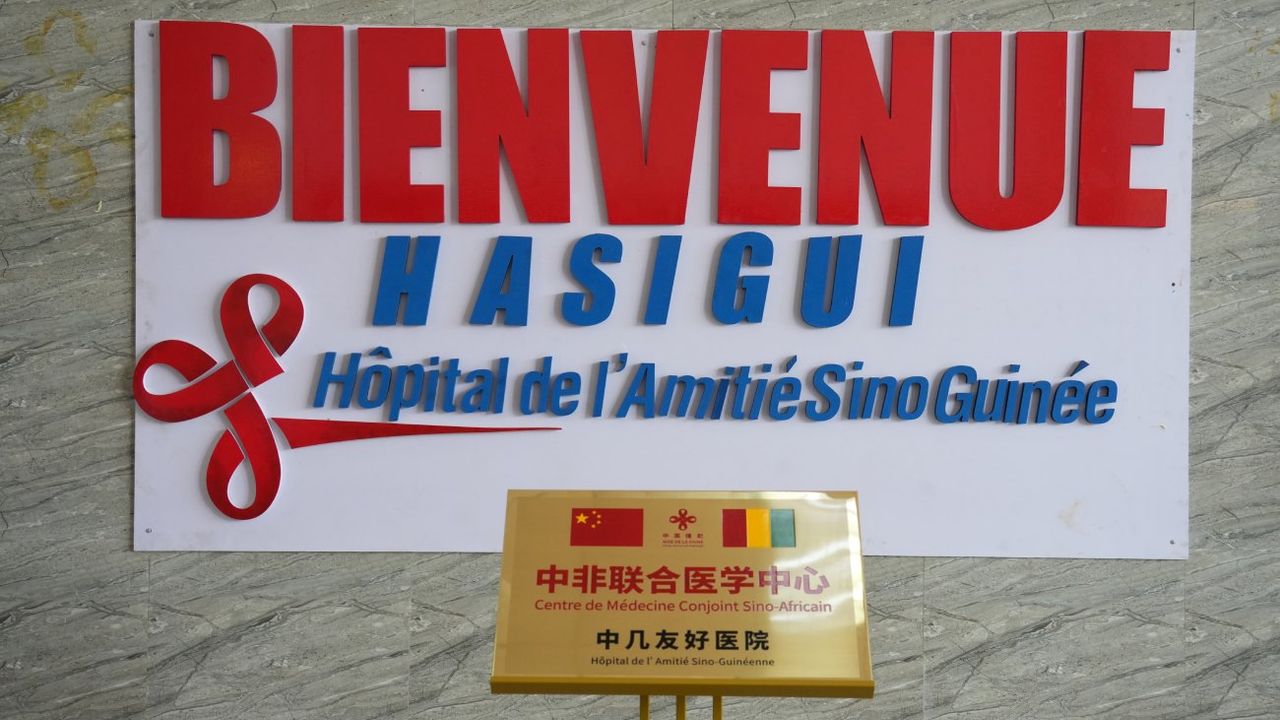 BIENVENUE
HASIGUI
Hôpital de l'Amitié Sino Guinée
中非联合医学中心
Centre de Médecine Conjoint Sino-Africain
中几友好医院
Hôpital de l' Amitié Sino-Guinéenne